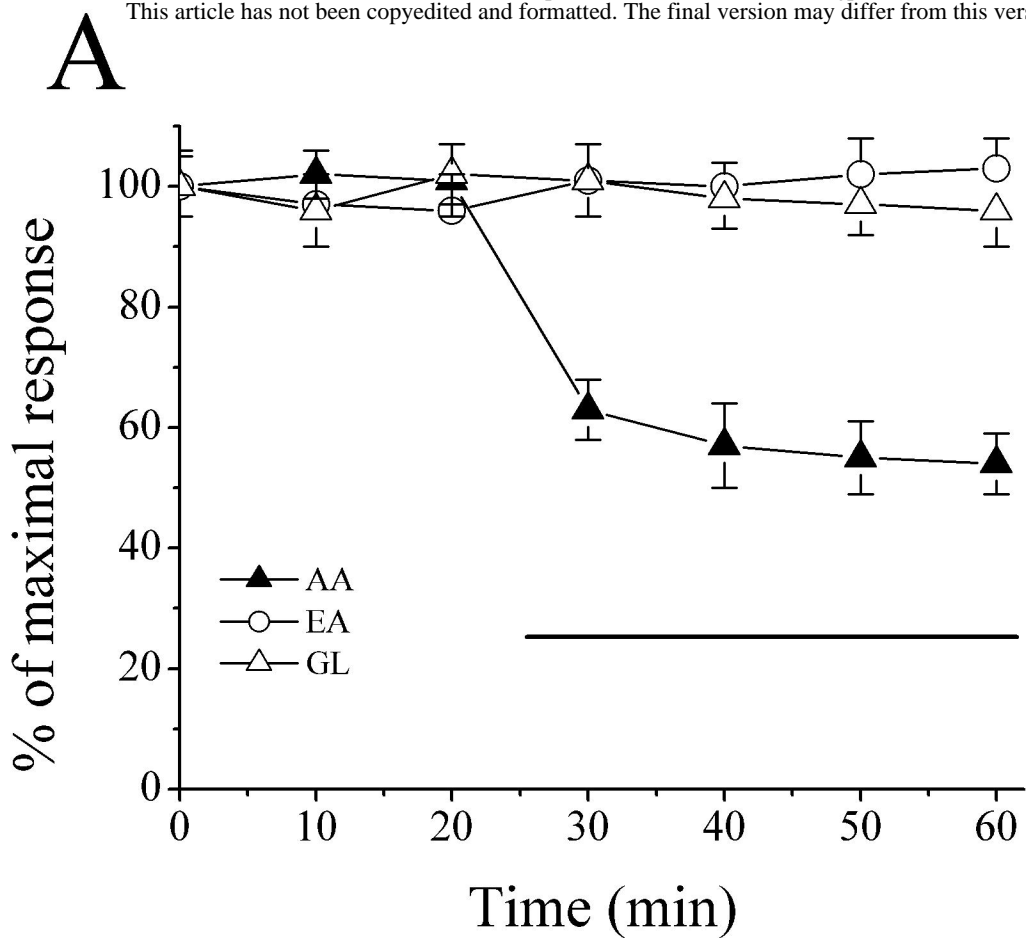 This article has not been copyedited and formatted. The final version may differ from this
A
% of maximal response
100
80
60
40
20
0
AA
EA
GL
0 10 20 30 40 50 60
Time (min)